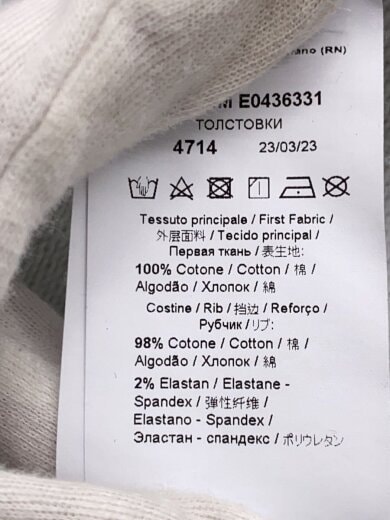 ano (RN)
M E0436331
ТОЛСТОВКИ
4714 23/03/23
Tessuto principale / First Fabric /
外层面料 / Tecido principal /
Первая ткань / 表生地:
100% Cotone / Cotton / 棉 /
Algodão / Хлопок / 綿
Costine / Rib / 挡边 / Reforço /
Рубчик / リブ:
98% Cotone / Cotton / 棉 /
Algodão / Хлопок / 綿
2% Elastan / Elastane -
Spandex / 弹性纤维 /
Elastano - Spandex /
Эластан - спандекс / ポリウレタン